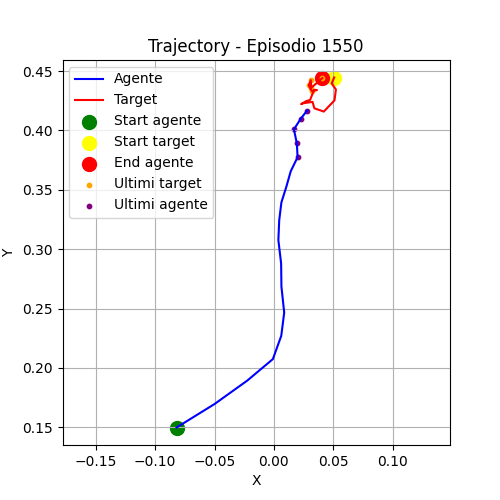 Trajectory - Episodio 1550
Agente
Target
Start agente
Start target
End agente
Ultimi target
Ultimi agente
0.45
0.40
0.35
0.30
0.25
0.20
0.15
Y
−0.15
−0.10
−0.05
0.00
0.05
0.10
X